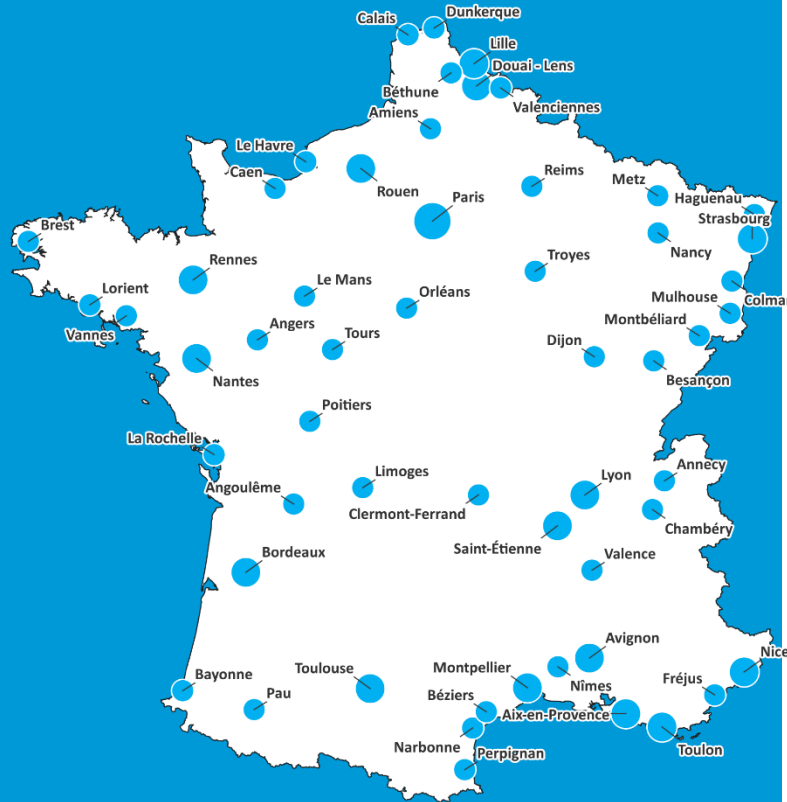 Dunkerque
Calais
Lille
Douai - Lens
Béthune
Valenciennes
Amiens
Le Havre
Caen
Rouen
Reims
Metz
Paris
Haguenau
Strasbourg
Brest
Nancy
Rennes
Troyes
Le Mans
Orléans
Lorient
Colmar
Mulhouse
Montbéliard
Vannes
Angers
Tours
Dijon
Besançon
Nantes
Poitiers
La Rochelle
Limoges
Lyon
Annecy
Angoulême
Clermont-Ferrand
Chambéry
Saint-Étienne
Bordeaux
Valence
Avignon
Nice
Toulouse
Montpellier
Bayonne
Fréjus
Nîmes
Pau
Béziers
Aix-en-Provence
Narbonne
Toulon
Perpignan